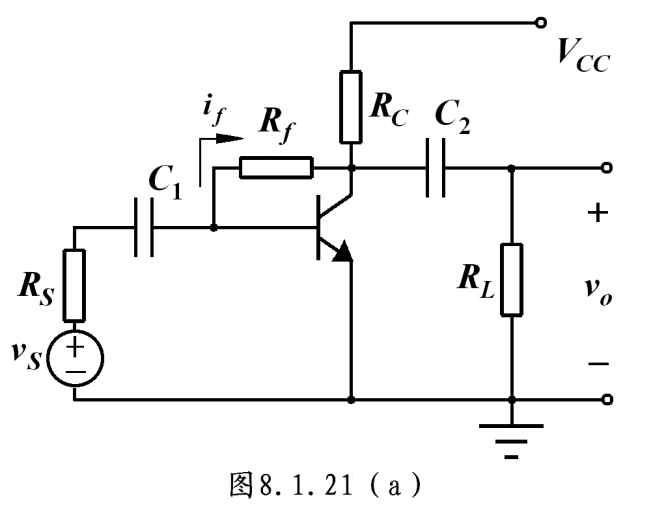 V_CC
R_C
C_2
i_f
R_f
C_1
+
R_S
R_L
v_o
v_S
+
−
−
图8.1.21（a）